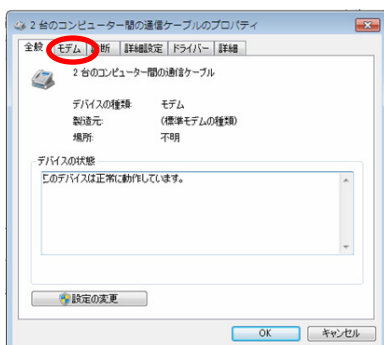 2 台のコンピューター間の通信ケーブルのプロパティ
全般 モデム 診断 詳細設定 ドライバー 詳細
2 台のコンピューター間の通信ケーブル
デバイスの種類: モデム
製造元: (標準モデムの種類)
場所: 不明
デバイスの状態
このデバイスは正常に動作しています。
設定の変更
OK キャンセル